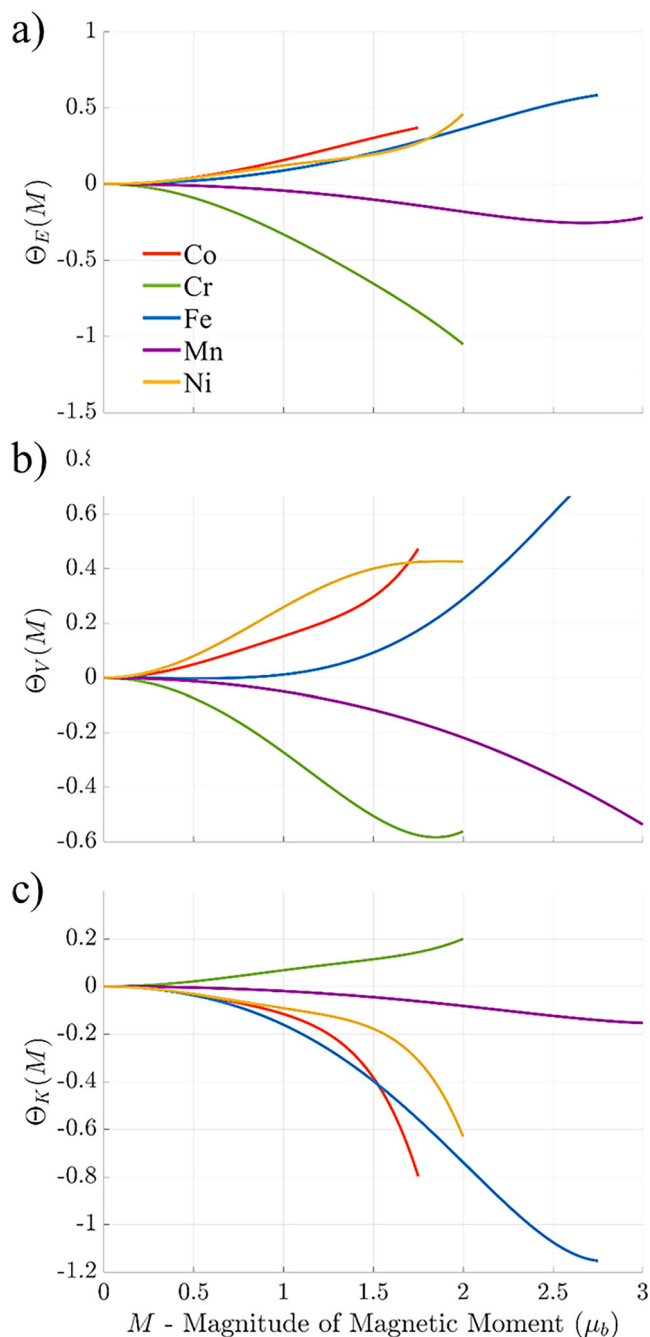 a)
1
0.5
0
-0.5
-1
-1.5
Θ_E(M)
Co
Cr
Fe
Mn
Ni
b)
0.6
0.4
0.2
0
-0.2
-0.4
-0.6
Θ_V(M)
c)
0.2
0
-0.2
-0.4
-0.6
-0.8
-1
-1.2
Θ_K(M)
0 0.5 1 1.5 2 2.5 3
M - Magnitude of Magnetic Moment (μ_b)